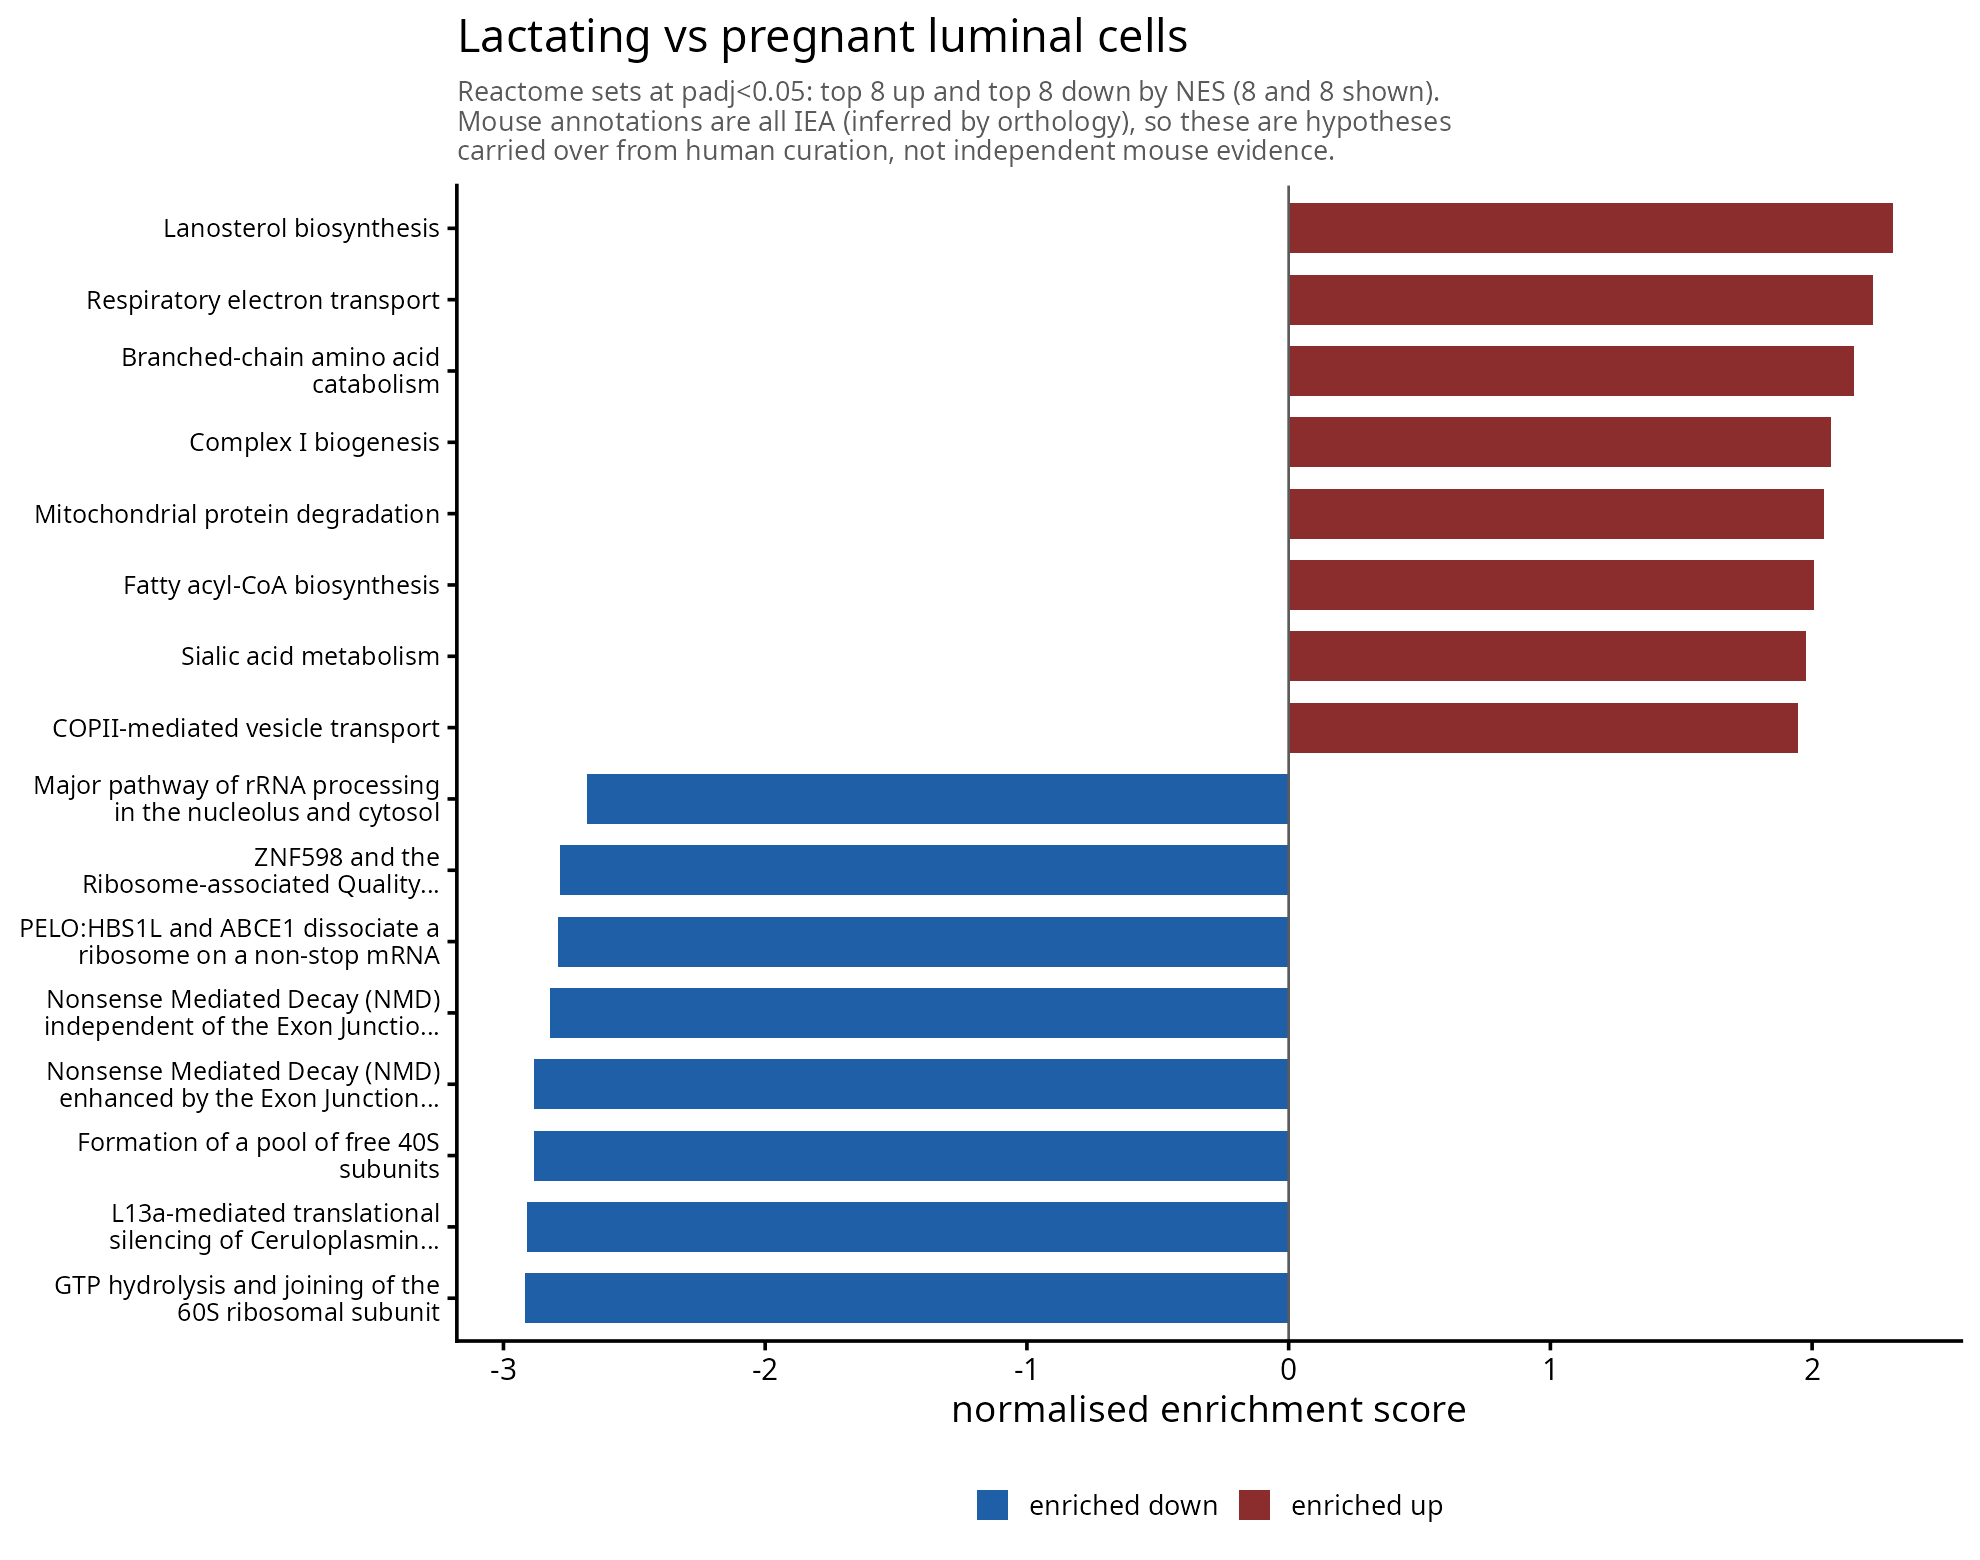 Lactating vs pregnant luminal cells
Reactome sets at padj<0.05: top 8 up and top 8 down by NES (8 and 8 shown).
Mouse annotations are all IEA (inferred by orthology), so these are hypotheses
carried over from human curation, not independent mouse evidence.
Lanosterol biosynthesis
Respiratory electron transport
Branched-chain amino acid
catabolism
Complex I biogenesis
Mitochondrial protein degradation
Fatty acyl-CoA biosynthesis
Sialic acid metabolism
COPII-mediated vesicle transport
Major pathway of rRNA processing
in the nucleolus and cytosol
ZNF598 and the
Ribosome-associated Quality...
PELO:HBS1L and ABCE1 dissociate a
ribosome on a non-stop mRNA
Nonsense Mediated Decay (NMD)
independent of the Exon Junctio...
Nonsense Mediated Decay (NMD)
enhanced by the Exon Junction...
Formation of a pool of free 40S
subunits
L13a-mediated translational
silencing of Ceruloplasmin...
GTP hydrolysis and joining of the
60S ribosomal subunit
-3 -2 -1 0 1 2
normalised enrichment score
enriched down enriched up